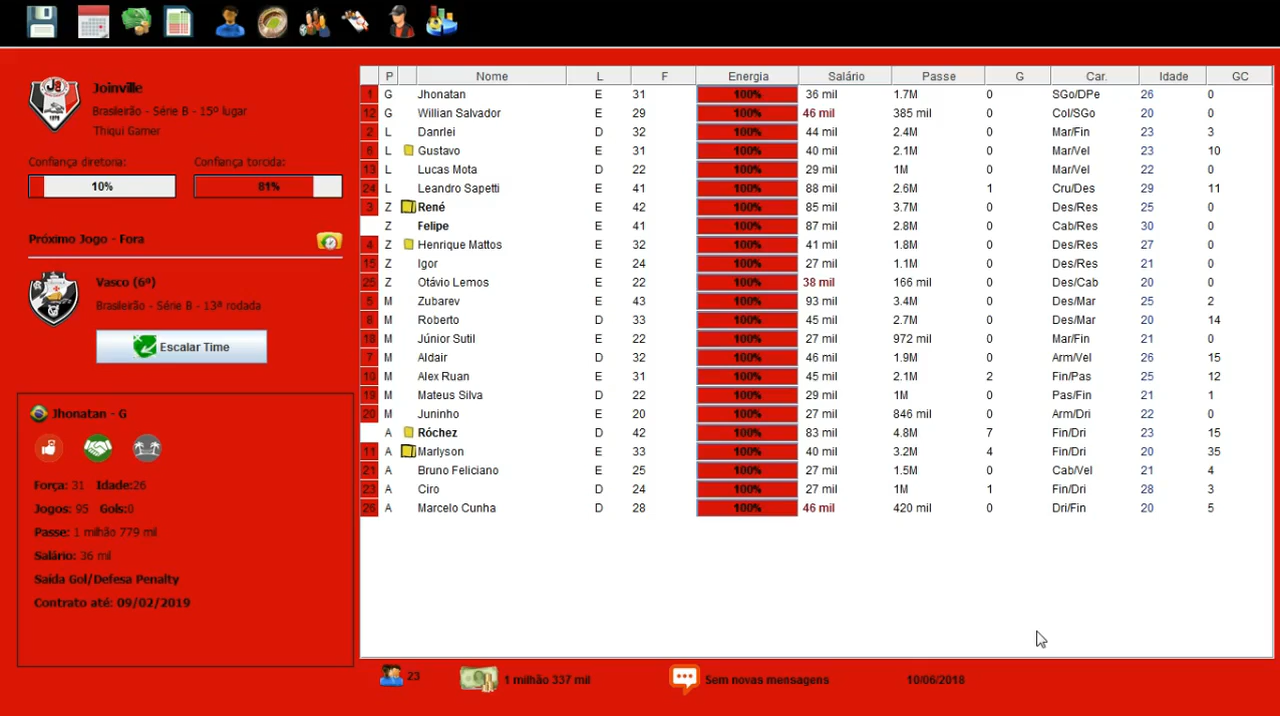 Joinville
Brasileirão - Série B - 15º lugar
Thiqui Gamer
Confiança diretoria: Confiança torcida:
10% 81%
Próximo Jogo - Fora
Vasco (6º)
Brasileirão - Série B - 13ª rodada
Escalar Time
Jhonatan - G
Força: 31 Idade:26
Jogos: 95 Gols:0
Passe: 1 milhão 779 mil
Salário: 36 mil
Saída Gol/Defesa Penalty
Contrato até: 09/02/2019
P Nome L F Energia Salário Passe G Car. Idade GC
1 G Jhonatan E 31 100% 36 mil 1.7M 0 SGo/DPe 26 0
12 G Willian Salvador E 29 100% 46 mil 385 mil 0 Col/SGo 20 0
2 L Danrlei D 32 100% 44 mil 2.4M 0 Mar/Fin 23 3
6 L Gustavo E 31 100% 40 mil 2.1M 0 Mar/Vel 23 10
13 L Lucas Mota D 22 100% 29 mil 1M 0 Mar/Vel 22 0
24 L Leandro Sapetti E 41 100% 88 mil 2.6M 1 Cru/Des 29 11
3 Z René E 42 100% 85 mil 3.7M 0 Des/Res 25 0
Z Felipe E 41 100% 87 mil 2.8M 0 Cab/Res 30 0
4 Z Henrique Mattos E 32 100% 41 mil 1.8M 0 Des/Res 27 0
15 Z Igor E 24 100% 27 mil 1.1M 0 Des/Res 21 0
25 Z Otávio Lemos E 22 100% 38 mil 166 mil 0 Des/Cab 20 0
5 M Zubarev E 43 100% 93 mil 3.4M 0 Des/Mar 25 2
8 M Roberto D 33 100% 45 mil 2.7M 0 Des/Mar 20 14
18 M Júnior Sutil E 22 100% 27 mil 972 mil 0 Mar/Fin 21 0
7 M Aldair D 32 100% 46 mil 1.9M 0 Arm/Vel 26 15
10 M Alex Ruan E 31 100% 45 mil 2.1M 2 Fin/Pas 25 12
19 M Mateus Silva D 22 100% 29 mil 1M 0 Pas/Fin 21 1
20 M Juninho E 20 100% 27 mil 846 mil 0 Arm/Dri 22 0
A Róchez D 42 100% 83 mil 4.8M 7 Fin/Dri 23 15
11 A Marlyson E 33 100% 40 mil 3.2M 4 Fin/Dri 20 35
21 A Bruno Feliciano E 25 100% 27 mil 1.5M 0 Cab/Vel 21 4
23 A Ciro D 24 100% 27 mil 1M 1 Fin/Dri 28 3
26 A Marcelo Cunha D 28 100% 46 mil 420 mil 0 Dri/Fin 20 5
23 1 milhão 337 mil Sem novas mensagens 10/06/2018